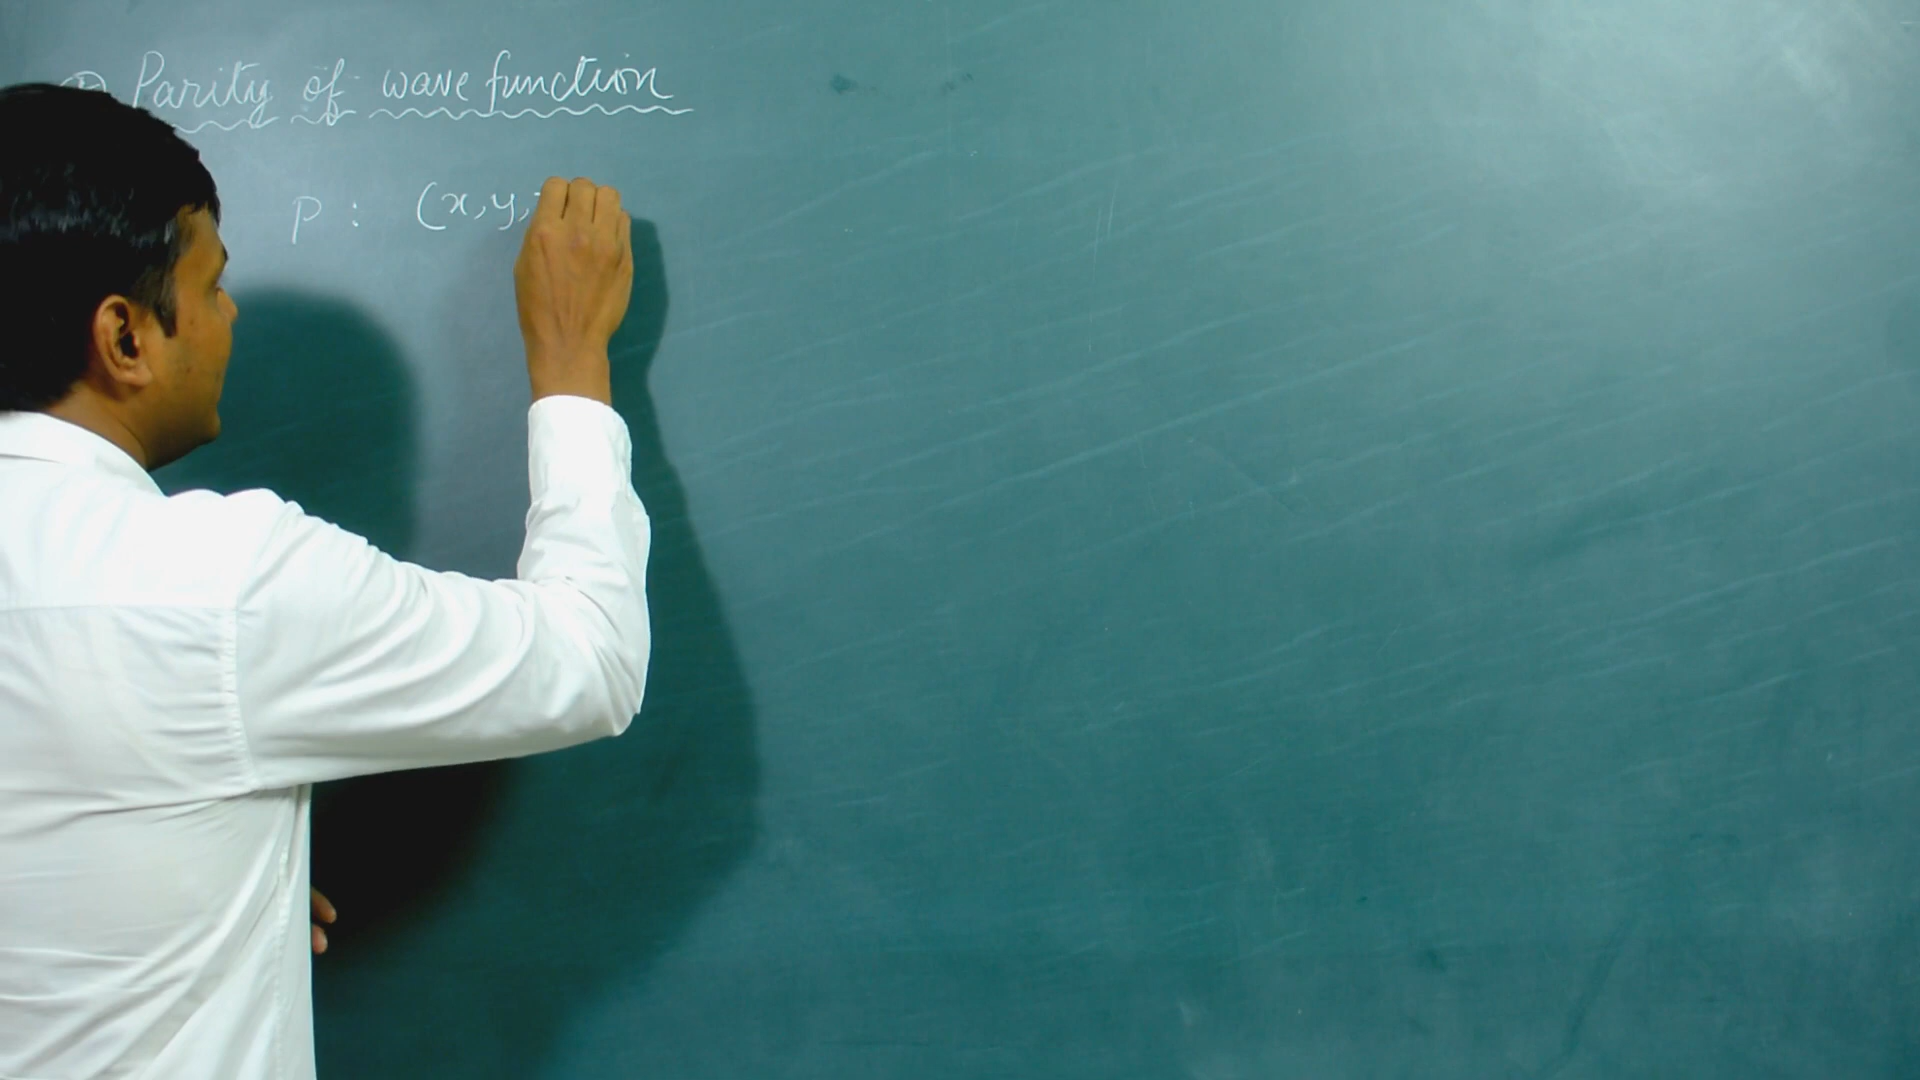 Parity of wave function
P : (x,y,